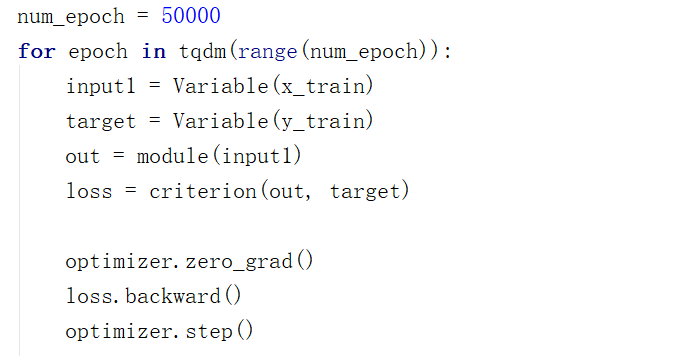 num_epoch = 50000
for epoch in tqdm(range(num_epoch)):
    input1 = Variable(x_train)
    target = Variable(y_train)
    out = module(input1)
    loss = criterion(out, target)

    optimizer.zero_grad()
    loss.backward()
    optimizer.step()